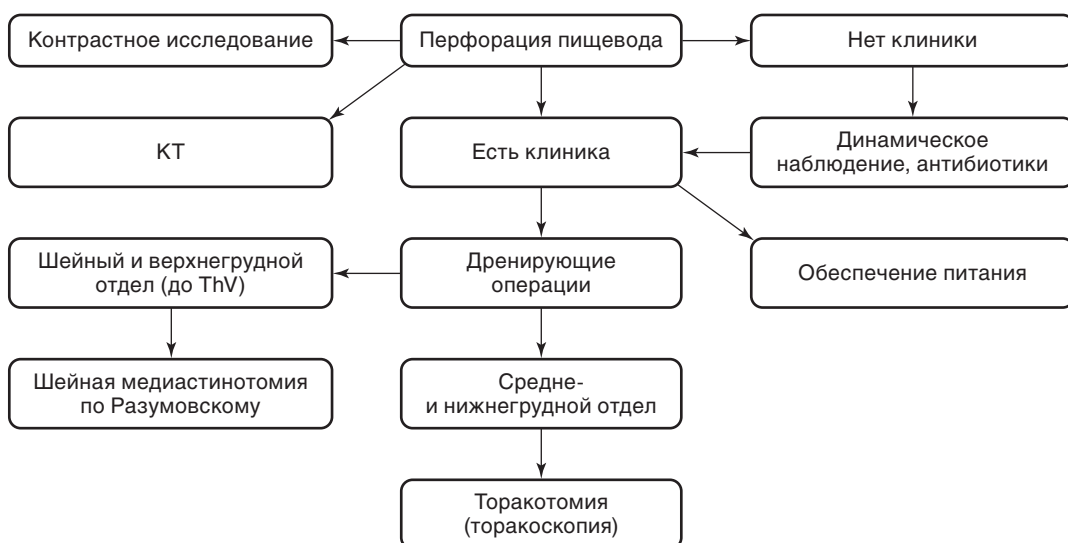 Контрастное исследование
Перфорация пищевода
Нет клиники
КТ
Есть клиника
Динамическое
наблюдение, антибиотики
Шейный и верхнегрудной
отдел (до ThV)
Дренирующие
операции
Обеспечение питания
Шейная медиастинотомия
по Разумовскому
Средне-
и нижнегрудной отдел
Торакотомия
(торакоскопия)